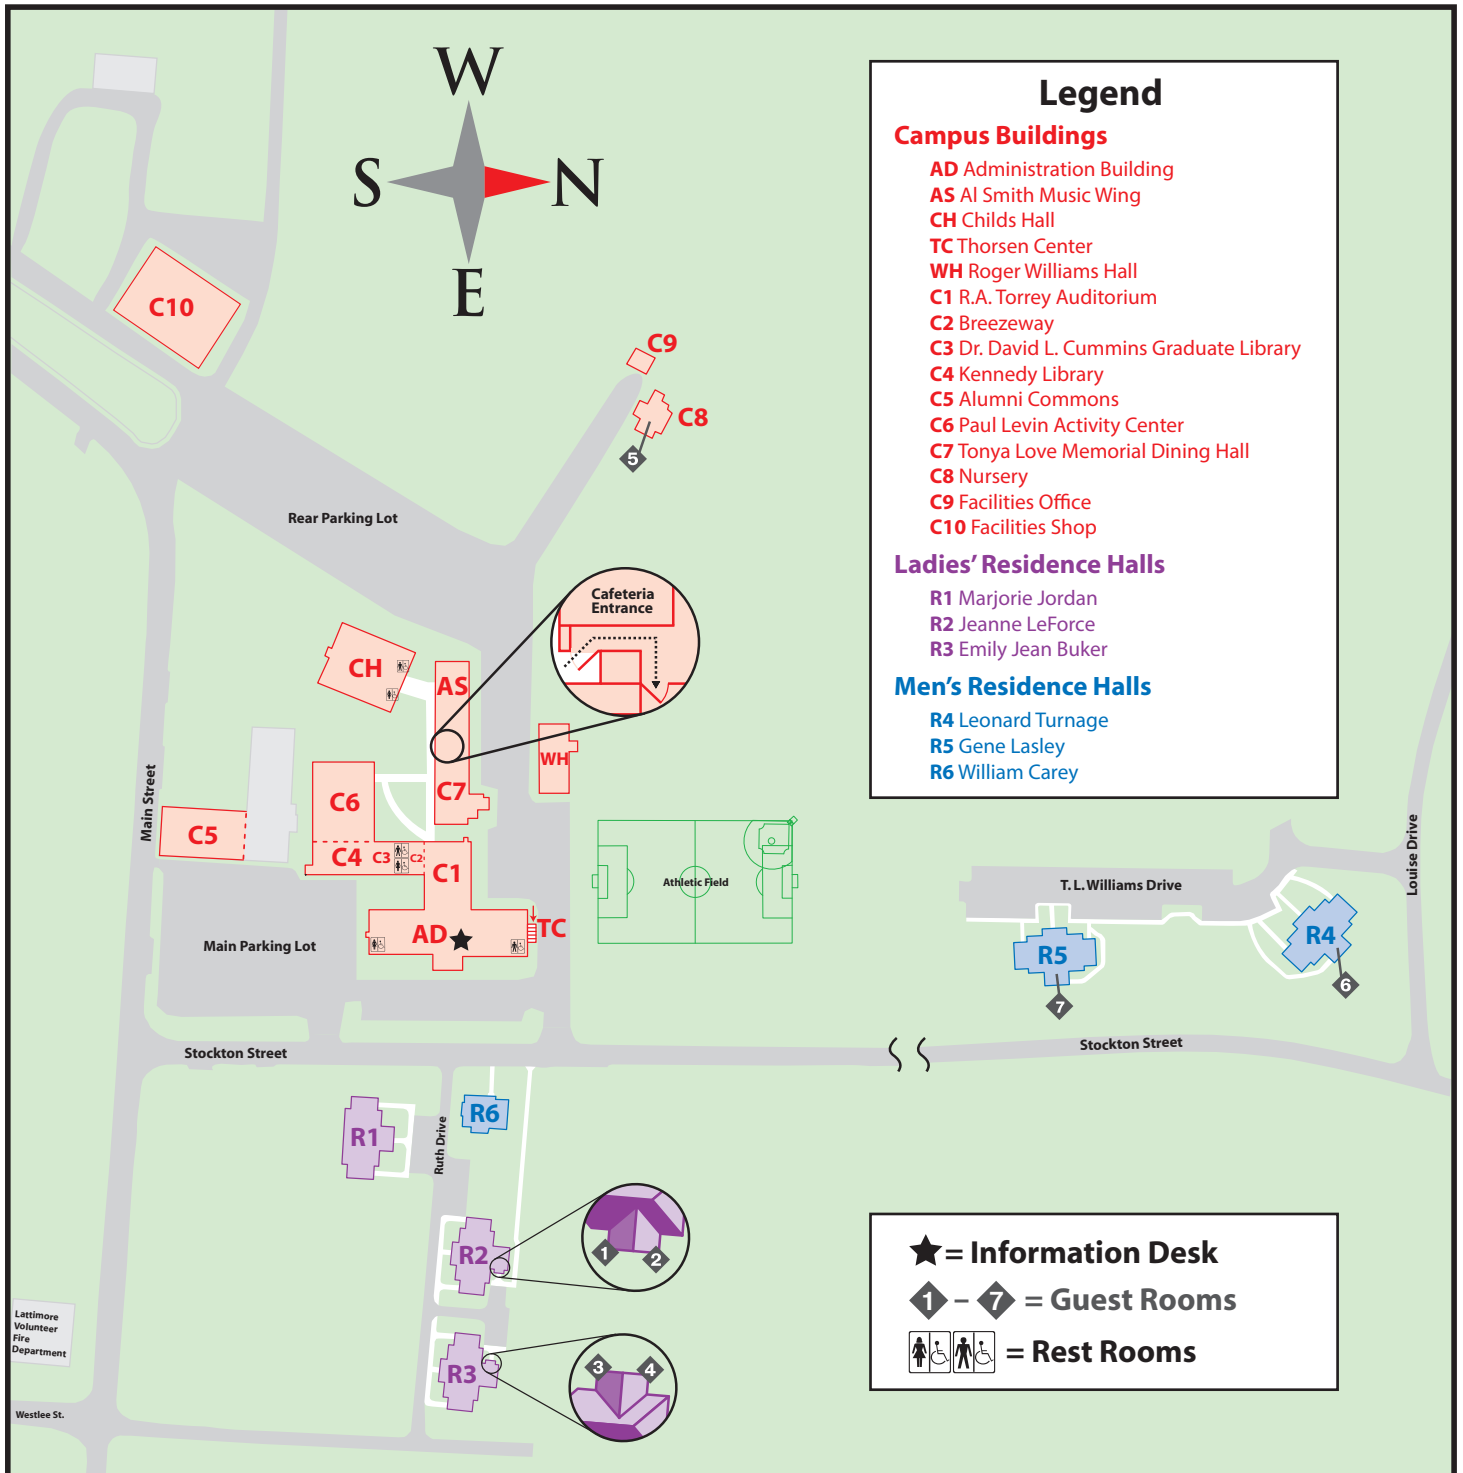 W
S
N
E
Legend
Campus Buildings
AD Administration Building
AS Al Smith Music Wing
CH Childs Hall
TC Thorsen Center
WH Roger Williams Hall
C1 R.A. Torrey Auditorium
C2 Breezeway
C3 Dr. David L. Cummins Graduate Library
C4 Kennedy Library
C5 Alumni Commons
C6 Paul Levin Activity Center
C7 Tonya Love Memorial Dining Hall
C8 Nursery
C9 Facilities Office
C10 Facilities Shop
Ladies' Residence Halls
R1 Marjorie Jordan
R2 Jeanne LeForce
R3 Emily Jean Buker
Men's Residence Halls
R4 Leonard Turnage
R5 Gene Lasley
R6 William Carey
C10
C9
C8
5
Rear Parking Lot
Cafeteria
Entrance
CH
AS
WH
C7
C6
Main Street
C5
C4
C3
C2
C1
AD
TC
Main Parking Lot
Athletic Field
T. L. Williams Drive
Louise Drive
R5
7
R4
6
Stockton Street
Stockton Street
R1
Ruth Drive
R6
R2
1
2
R3
3
4
Lattimore
Volunteer
Fire
Department
Westlee St.
= Information Desk
1 – 7 = Guest Rooms
= Rest Rooms